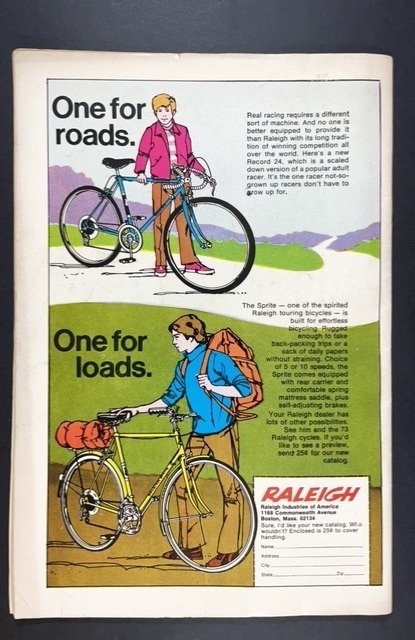 One for
roads.
Real racing requires a different
sort of machine. And no one is
better equipped to provide it
than Raleigh with its long tradi-
tion of winning competition all
over the world. Here's a new
Record 24, which is a scaled
down version of a popular adult
racer. It's the one racer not-so-
grown up racers don't have to
grow up for.
The Sprite — one of the spirited
Raleigh touring bicycles — is
built for effortless
bicycling. Rugged
enough to take
back-packing trips or a
sack of daily papers
without straining. Choice
of 5 or 10 speeds, the
Sprite comes equipped
with rear carrier and
comfortable spring
mattress saddle, plus
self-adjusting brakes.
Your Raleigh dealer has
lots of other possibilities.
See him and the 73
Raleigh cycles. If you'd
like to see a preview,
send 25¢ for our new
catalog.
One for
loads.
RALEIGH
Raleigh Industries of America
1168 Commonwealth Avenue
Boston, Mass. 02134
Sure, I'd like your new catalog. Who
wouldn't? Enclosed is 25¢ to cover
handling.
Name
Address
City
State Zip